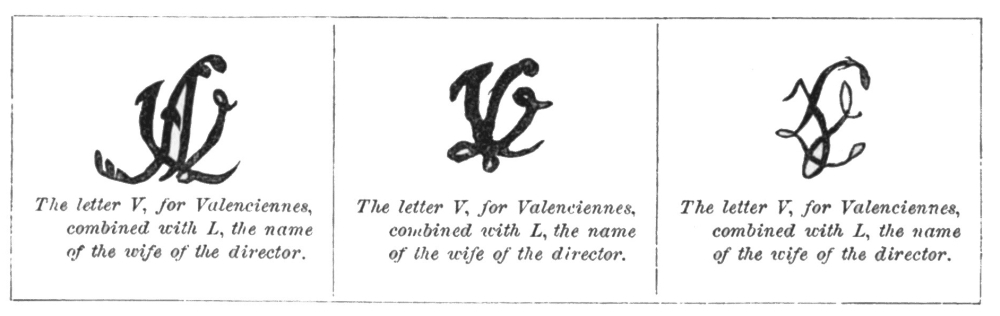 The letter V, for Valenciennes,
combined with L, the name
of the wife of the director.
The letter V, for Valenciennes,
combined with L, the name
of the wife of the director.
The letter V, for Valenciennes,
combined with L, the name
of the wife of the director.